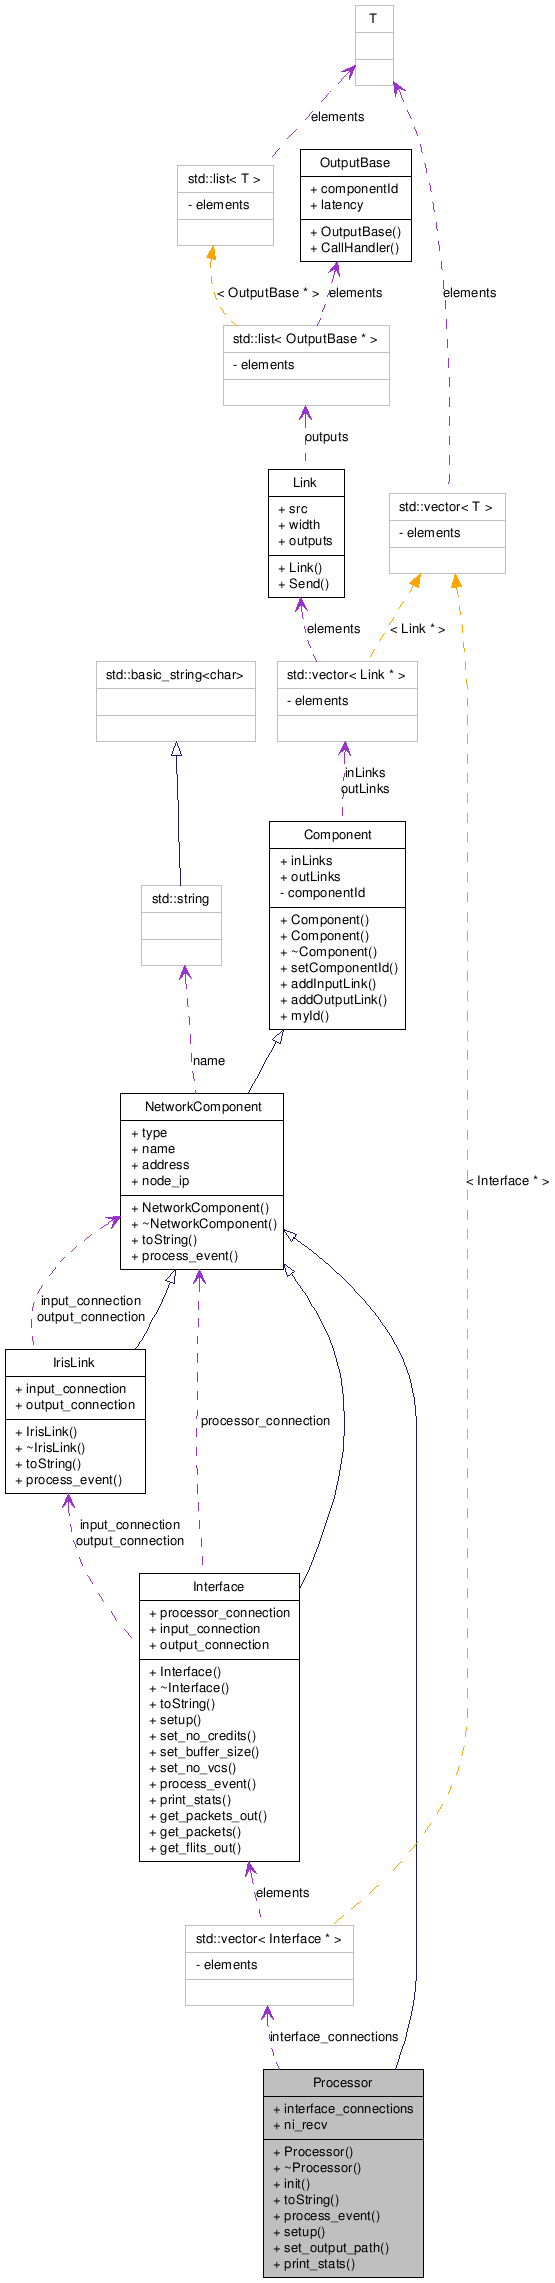 T
elements
std::list< T >
- elements
OutputBase
+ componentId
+ latency
+ OutputBase()
+ CallHandler()
< OutputBase * >
elements
elements
std::list< OutputBase * >
- elements
outputs
Link
+ src
+ width
+ outputs
+ Link()
+ Send()
std::vector< T >
- elements
elements
< Link * >
std::basic_string<char>
std::vector< Link * >
- elements
inLinks
outLinks
Component
+ inLinks
+ outLinks
- componentId
+ Component()
+ Component()
+ ~Component()
+ setComponentId()
+ addInputLink()
+ addOutputLink()
+ myId()
std::string
name
NetworkComponent
+ type
+ name
+ address
+ node_ip
+ NetworkComponent()
+ ~NetworkComponent()
+ toString()
+ process_event()
< Interface * >
input_connection
output_connection
IrisLink
+ input_connection
+ output_connection
+ IrisLink()
+ ~IrisLink()
+ toString()
+ process_event()
processor_connection
input_connection
output_connection
Interface
+ processor_connection
+ input_connection
+ output_connection
+ Interface()
+ ~Interface()
+ toString()
+ setup()
+ set_no_credits()
+ set_buffer_size()
+ set_no_vcs()
+ process_event()
+ print_stats()
+ get_packets_out()
+ get_packets()
+ get_flits_out()
elements
std::vector< Interface * >
- elements
interface_connections
Processor
+ interface_connections
+ ni_recv
+ Processor()
+ ~Processor()
+ init()
+ toString()
+ process_event()
+ setup()
+ set_output_path()
+ print_stats()